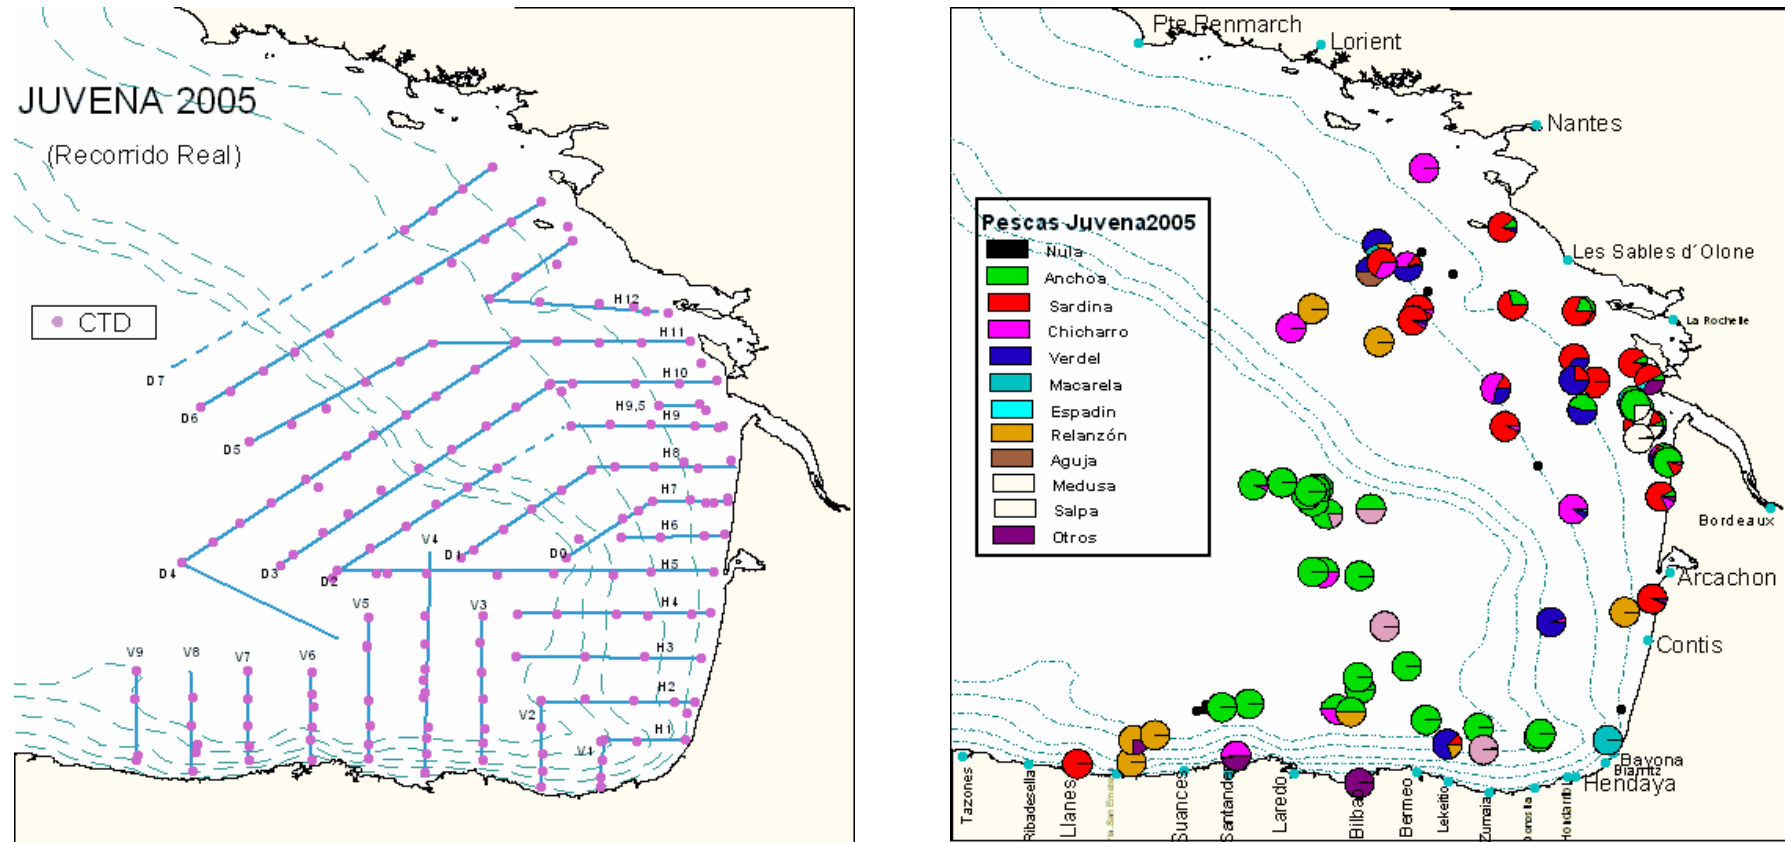 JUVENA 2005
(Recorrido Real)
CTD
H12
H11
D7
H10
D6
H9,5
H9
D5
H8
H7
H6
V4
D1
D0
D4
D3
D2
H5
V5
V3
H4
V9
V8
V7
V6
H3
H2
V2
H1
V1
Pte Penmarch
Lorient
Nantes
Pescas Juvena2005
Nula
Anchoa
Sardina
Chicharro
Verdel
Macarela
Espadin
Relanzón
Aguja
Medusa
Salpa
Otros
Les Sables d´Olone
La Rochelle
Bordeaux
Arcachon
Contis
Bayona
Biarritz
Hendaya
Tazones
Ribadesella
Llanes
Suances
Santander
Laredo
Bilbao
Bermeo
Lekeitio
Zumaia